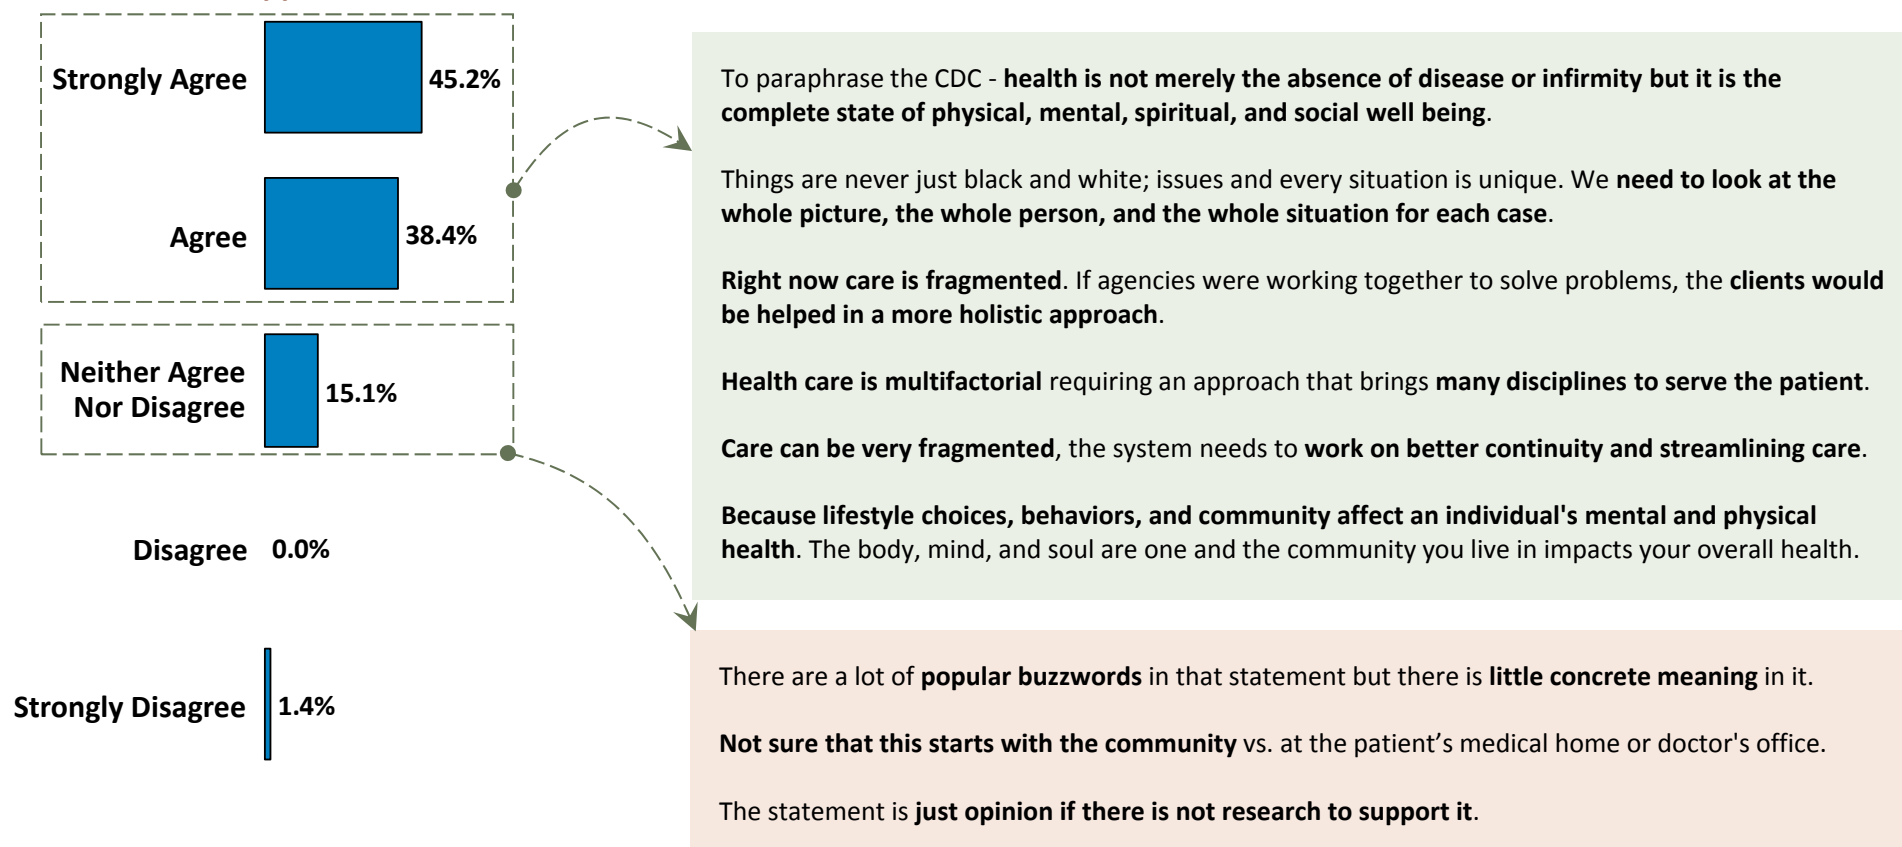 Strongly Agree
45.2%
Agree
38.4%
Neither Agree
Nor Disagree
15.1%
Disagree
0.0%
Strongly Disagree
1.4%
To paraphrase the CDC - health is not merely the absence of disease or infirmity but it is the
complete state of physical, mental, spiritual, and social well being.
Things are never just black and white; issues and every situation is unique. We need to look at the
whole picture, the whole person, and the whole situation for each case.
Right now care is fragmented. If agencies were working together to solve problems, the clients would
be helped in a more holistic approach.
Health care is multifactorial requiring an approach that brings many disciplines to serve the patient.
Care can be very fragmented, the system needs to work on better continuity and streamlining care.
Because lifestyle choices, behaviors, and community affect an individual's mental and physical
health. The body, mind, and soul are one and the community you live in impacts your overall health.
There are a lot of popular buzzwords in that statement but there is little concrete meaning in it.
Not sure that this starts with the community vs. at the patient’s medical home or doctor's office.
The statement is just opinion if there is not research to support it.